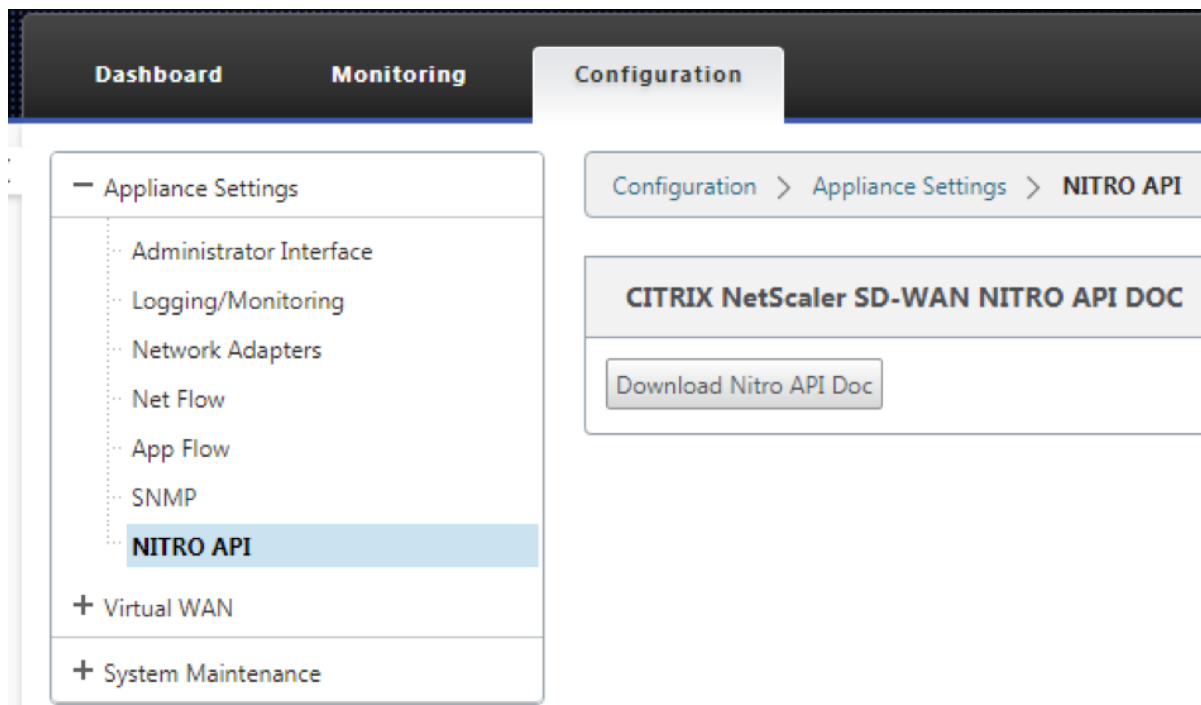 Dashboard Monitoring Configuration
Appliance Settings
Administrator Interface
Logging/Monitoring
Network Adapters
Net Flow
App Flow
SNMP
NITRO API
Virtual WAN
System Maintenance
Configuration > Appliance Settings > NITRO API
CITRIX NetScaler SD-WAN NITRO API DOC
Download Nitro API Doc